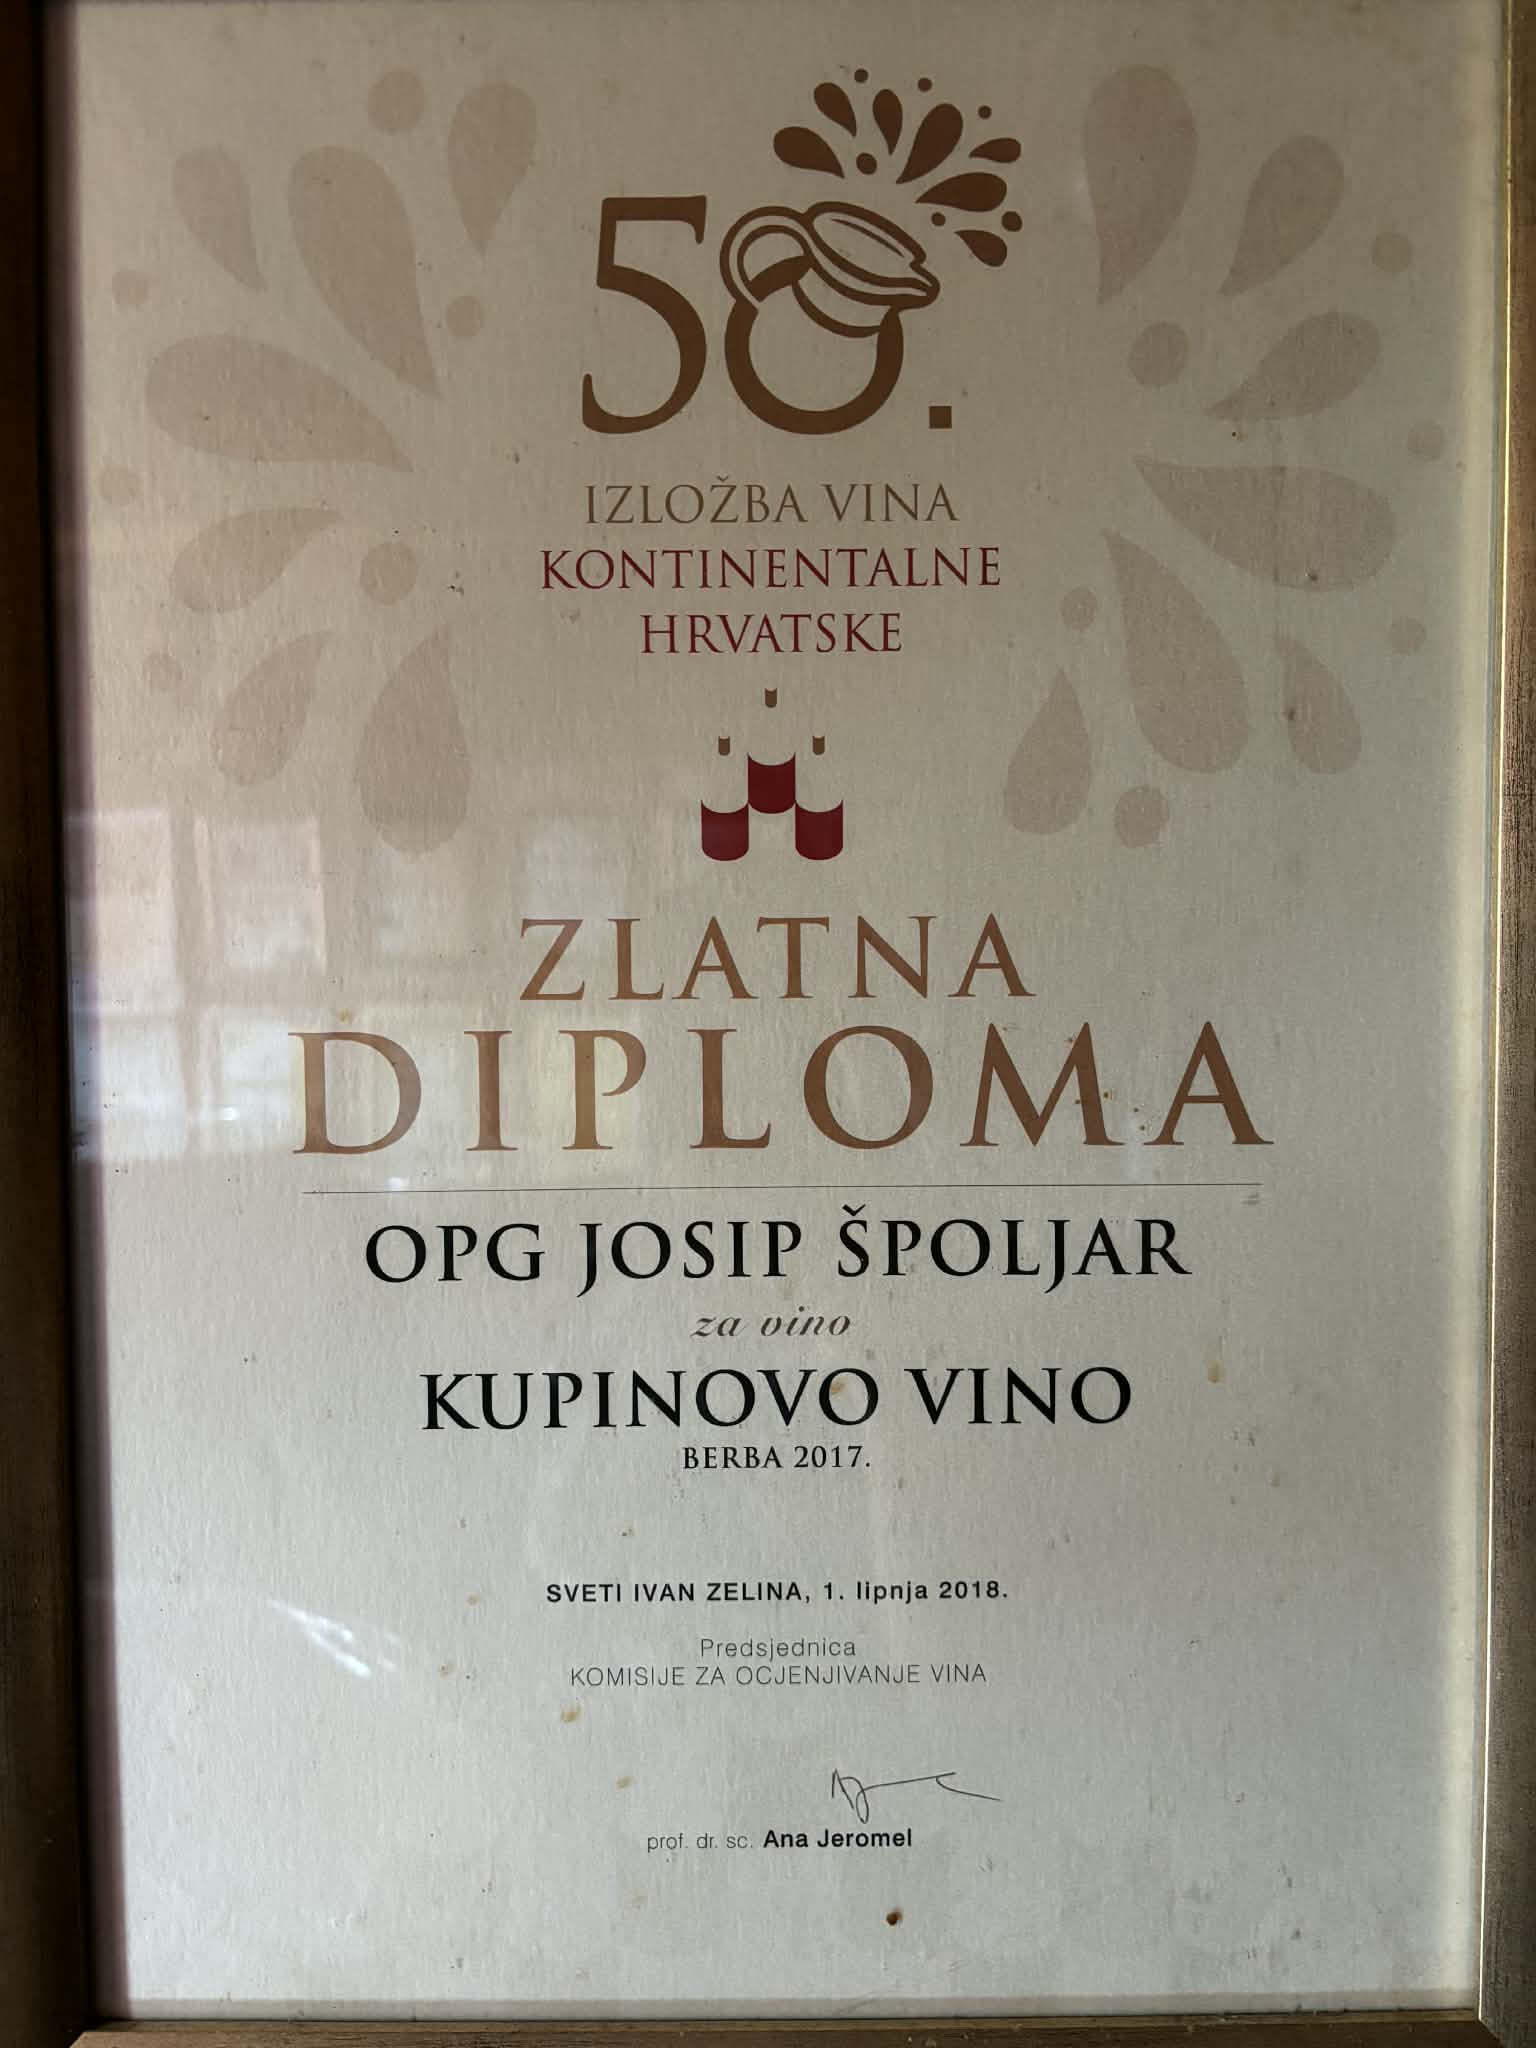 50.
IZLOŽBA VINA
KONTINENTALNE
HRVATSKE
ZLATNA
DIPLOMA
OPG JOSIP ŠPOLJAR
za vino
KUPINOVO VINO
BERBA 2017.
SVETI IVAN ZELINA, 1. lipnja 2018.
Predsjednica
KOMISIJE ZA OCJENJIVANJE VINA
prof. dr. sc. Ana Jeromel